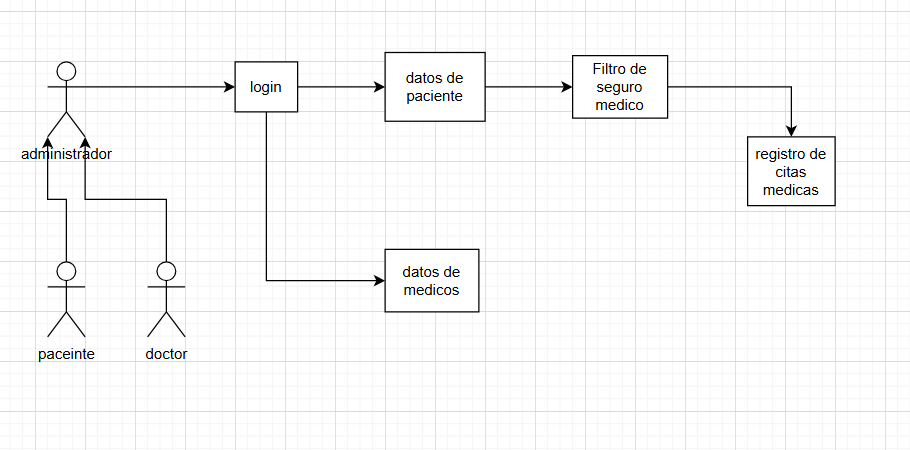 administrador
login
datos de
paciente
Filtro de
seguro
medico
registro de
citas
medicas
datos de
medicos
paceinte
doctor